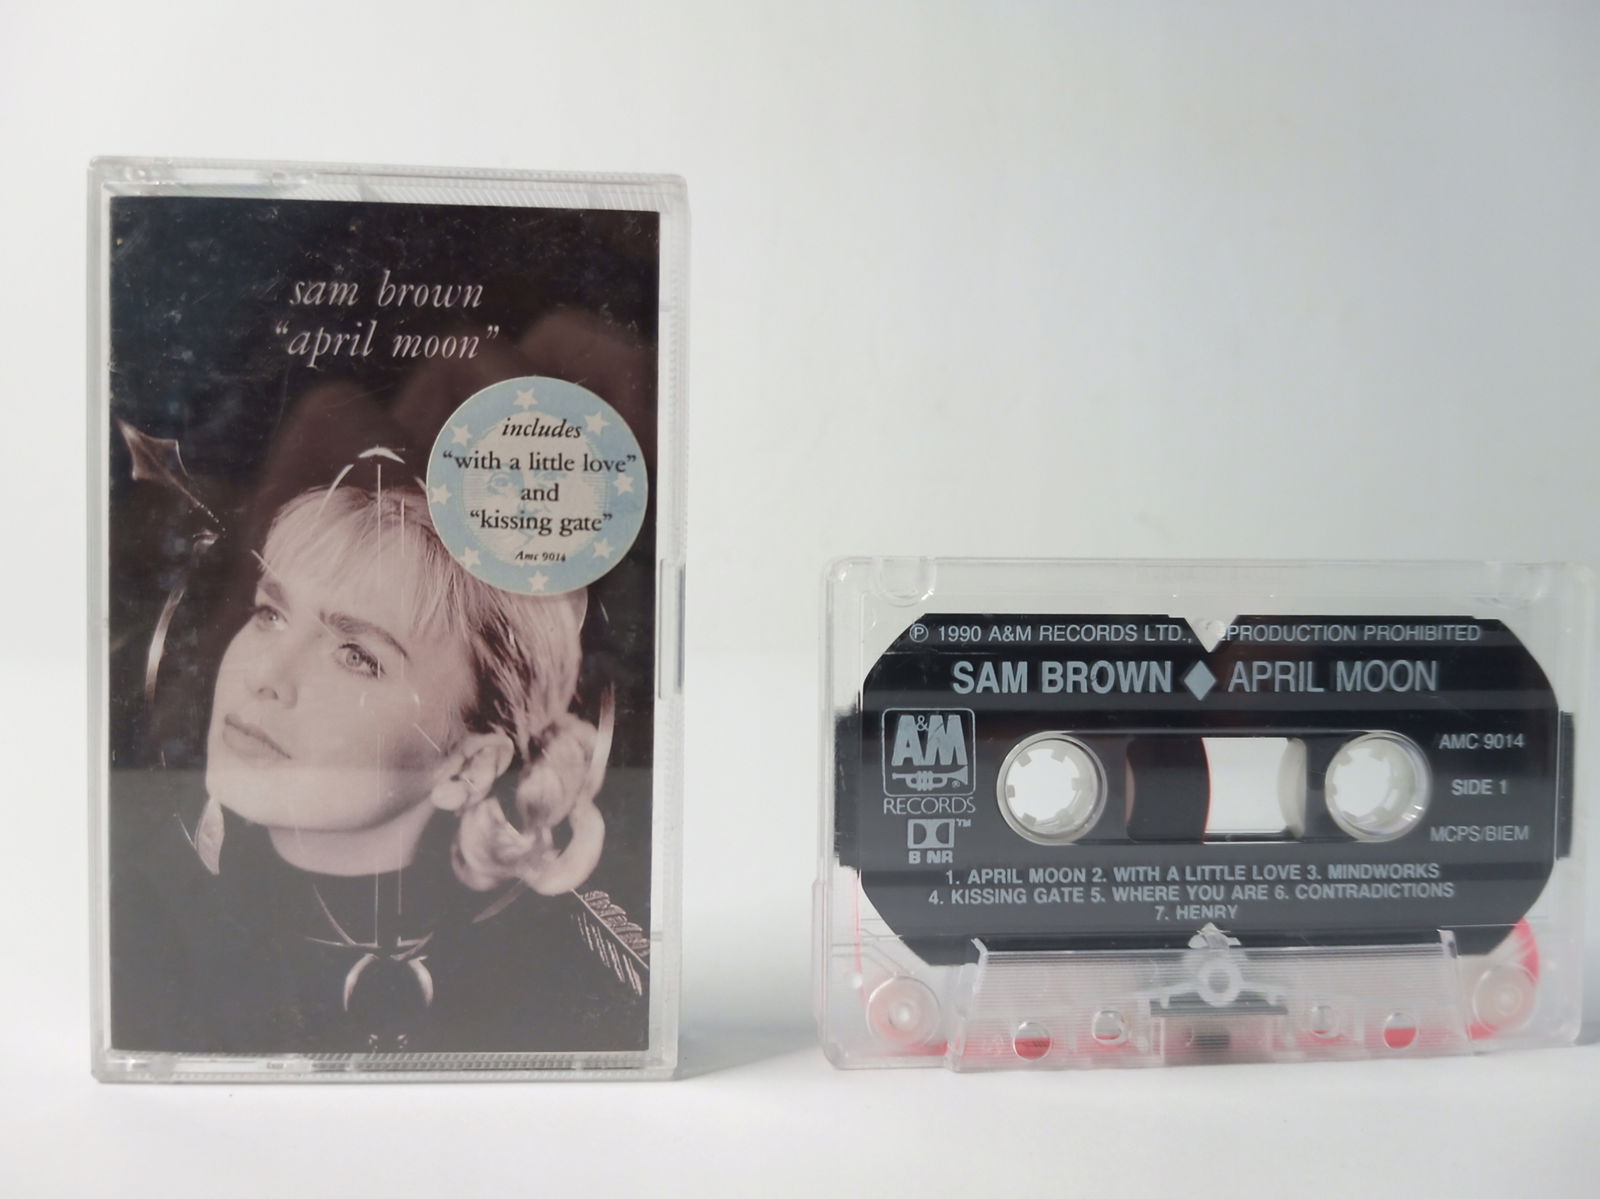 sam brown
“april moon”
includes
“with a little love”
and
“kissing gate”
Amc 9014
℗ 1990 A&M RECORDS LTD., EPRODUCTION PROHIBITED
SAM BROWN ◆ APRIL MOON
A&M
RECORDS
B NR
AMC 9014
SIDE 1
MCPS/BIEM
1. APRIL MOON 2. WITH A LITTLE LOVE 3. MINDWORKS
4. KISSING GATE 5. WHERE YOU ARE 6. CONTRADICTIONS
7. HENRY